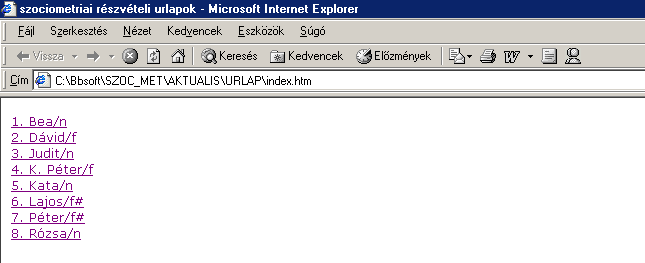 szociometriai részvételi urlapok - Microsoft Internet Explorer
Fájl Szerkesztés Nézet Kedvencek Eszközök Súgó
Vissza Keresés Kedvencek Előzmények
Cím C:\Bbsoft\SZOC_MET\AKTUALIS\URLAP\index.htm
1. Bea/n
2. Dávid/f
3. Judit/n
4. K. Péter/f
5. Kata/n
6. Lajos/f#
7. Péter/f#
8. Rózsa/n